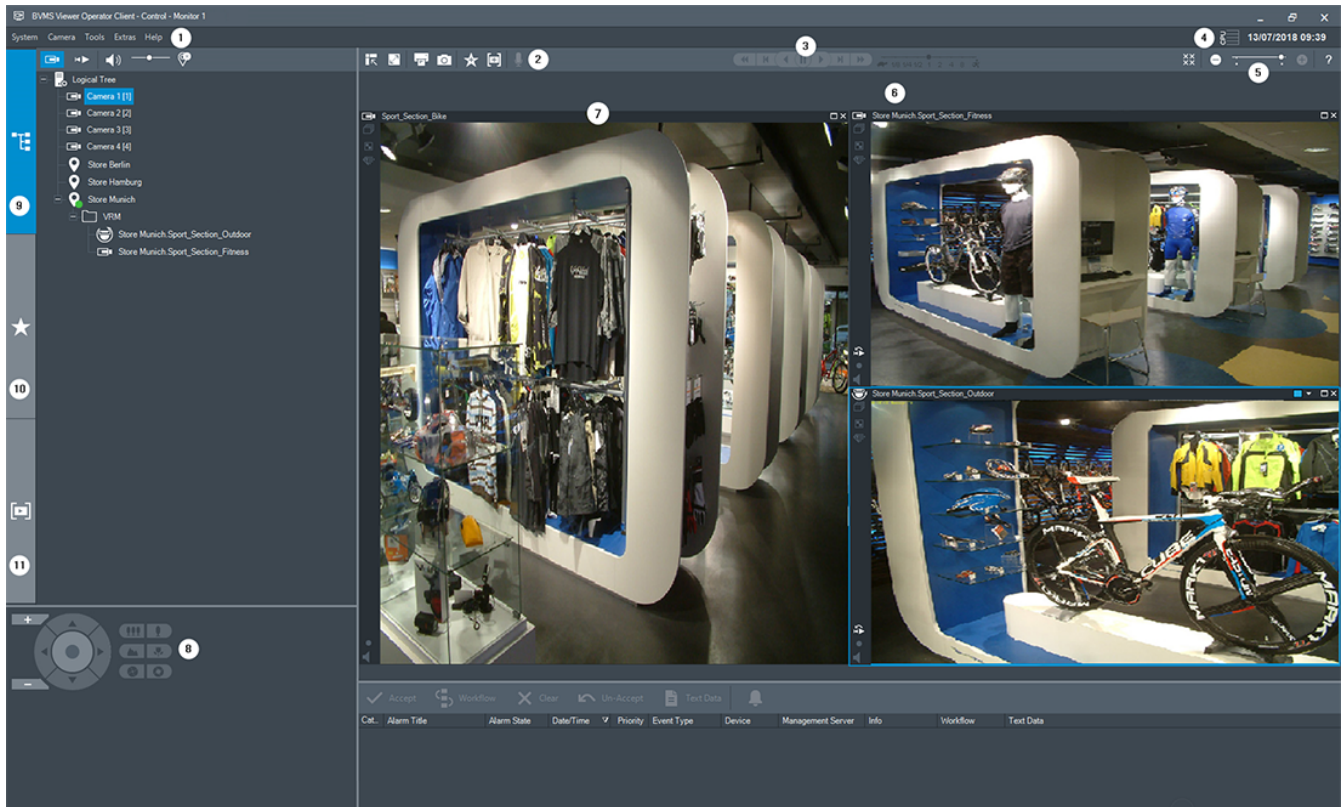 BVMS Viewer Operator Client - Control - Monitor 1
System Camera Tools Extras Help 1
3
4 13/07/2018 09:39
2
5 ?
Logical Tree
Camera 1 [1]
Camera 2 [2]
Camera 3 [3]
Camera 4 [4]
Store Berlin
Store Hamburg
Store Munich
VRM
Store Munich.Sport_Section_Outdoor
Store Munich.Sport_Section_Fitness
9
10
11
8
6
7
Sport_Section_Bike
Store Munich.Sport_Section_Fitness
Store Munich.Sport_Section_Outdoor
CUBE
Accept Workflow Clear Un-Accept Text Data
Cat.. Alarm Title Alarm State Date/Time Priority Event Type Device Management Server Info Workflow Text Data